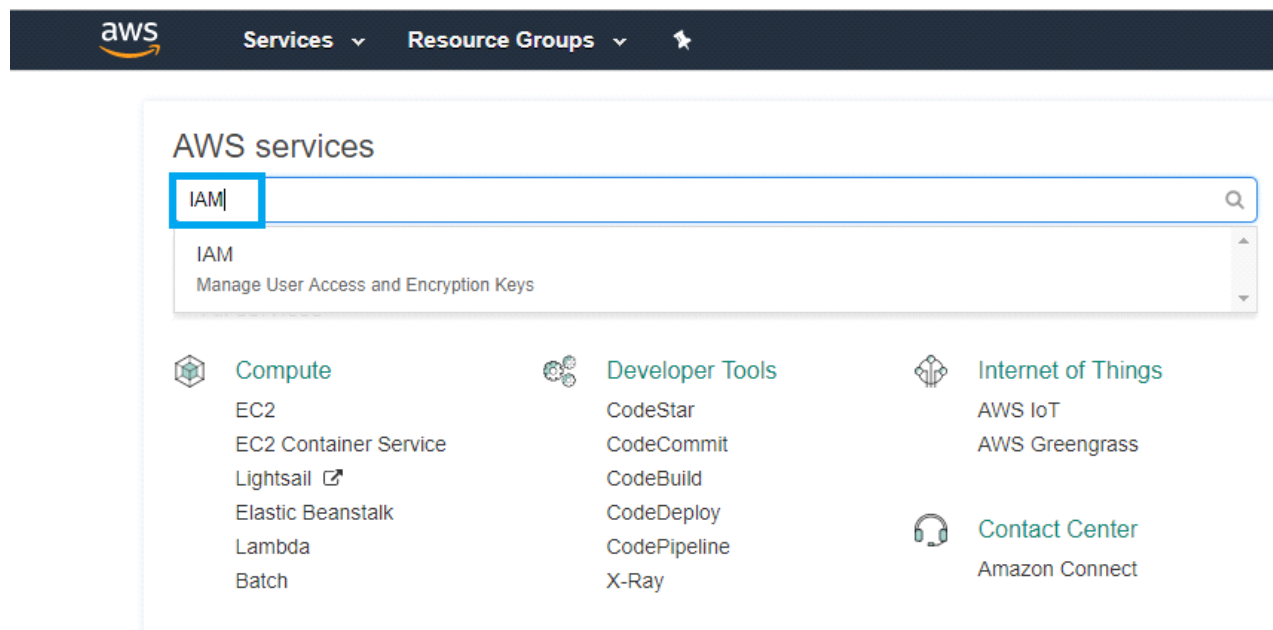 aws Services Resource Groups
AWS services
IAM
IAM
Manage User Access and Encryption Keys
Compute
EC2
EC2 Container Service
Lightsail
Elastic Beanstalk
Lambda
Batch
Developer Tools
CodeStar
CodeCommit
CodeBuild
CodeDeploy
CodePipeline
X-Ray
Internet of Things
AWS IoT
AWS Greengrass
Contact Center
Amazon Connect